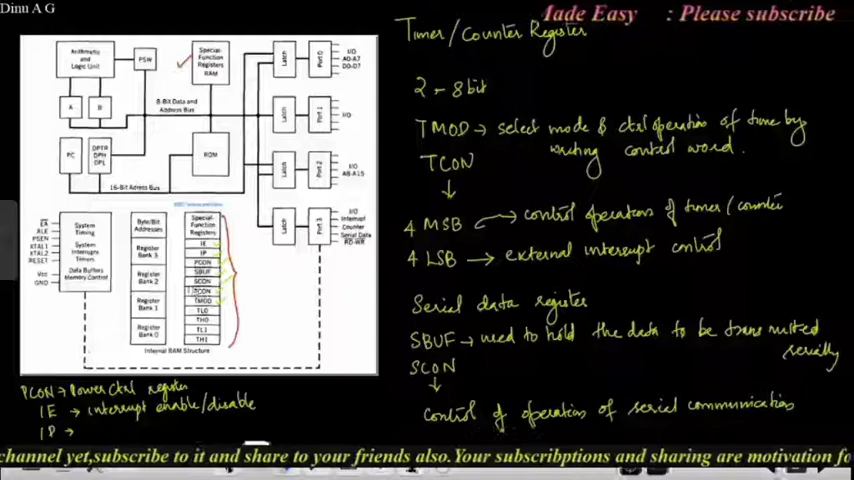 Dinu A G
Made Easy : Please subscribe
Timer/Counter Register
2 - 8bit
TMOD → select mode & ctrl operation of time by
writing control word.
TCON
↓
4 MSB → control operations of timer/counter
4 LSB → external interrupt control
Serial data register
SBUF → used to hold the data to be transmitted
serially
SCON
↓
control of operations of serial communications
Arithmetic
and
Logic Unit
PSW
Special-
Function
Registers
RAM
Latch
Port 0
I/O
A0-A7
D0-D7
A
B
8-Bit Data and
Address Bus
Latch
Port 1
I/O
PC
DPTR
DPH
DPL
ROM
Latch
Port 2
I/O
A8-A15
16-Bit Adress Bus
Latch
Port 3
I/O
Interrupt
Counter
Serial Data
RD-WR
EA
ALE
PSEN
XTAL1
XTAL2
RESET
Vcc
GND
System
Timing
System
Interrupts
Timers
Data Buffers
Memory Control
Byte/Bit
Addresses
Register
Bank 3
Register
Bank 2
Register
Bank 1
Register
Bank 0
Special-
Function
Registers
IE
IP
PCON
SBUF
SCON
TCON
TMOD
TL0
TH0
TL1
TH1
Internal RAM Structure
PCON → Power Ctrl register
IE → interrupt enable/disable
IP →
channel yet,subscribe to it and share to your friends also.Your subscribptions and sharing are motivation fo